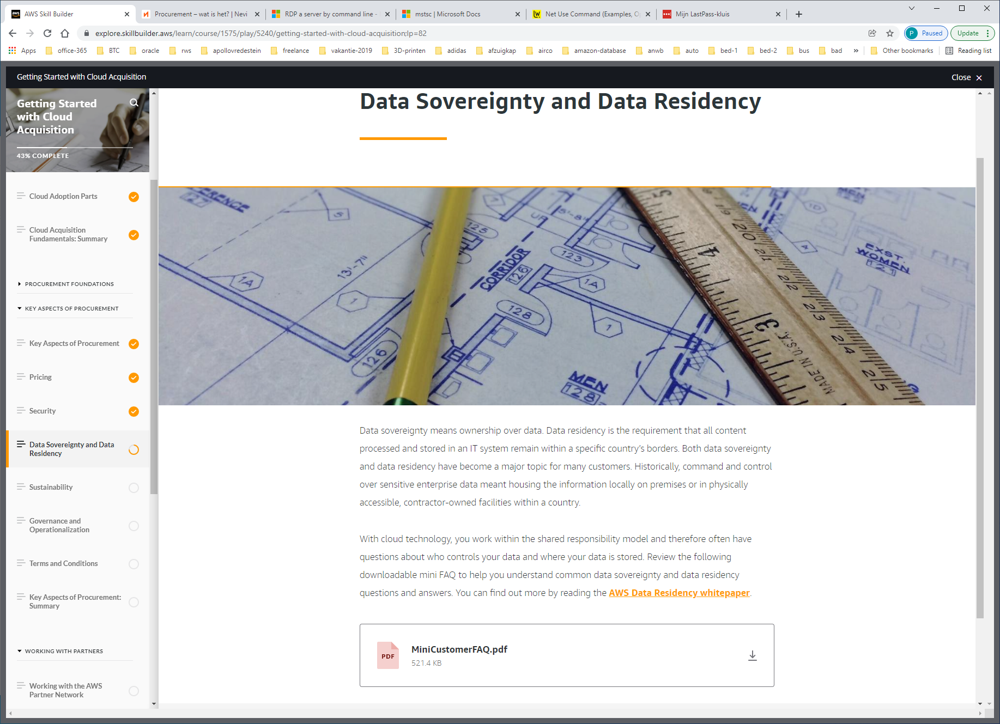 AWS Skill Builder
Procurement – wat is het? | Nevi
RDP a server by command line -
mstsc | Microsoft Docs
Net Use Command (Examples, O
Mijn LastPass-kluis
explore.skillbuilder.aws/learn/course/1575/play/5240/getting-started-with-cloud-acquisition;lp=82
P Paused
Update
Apps office-365 BTC oracle rws apollovredestein freelance vakantie-2019 3D-printen adidas afzuigkap airco amazon-database anwb auto bed-1 bed-2 bus bad » Other bookmarks Reading list
Getting Started with Cloud Acquisition
Close
Getting Started
with Cloud
Acquisition
43% COMPLETE
Cloud Adoption Parts
Cloud Acquisition
Fundamentals: Summary
PROCUREMENT FOUNDATIONS
KEY ASPECTS OF PROCUREMENT
Key Aspects of Procurement
Pricing
Security
Data Sovereignty and Data
Residency
Sustainability
Governance and
Operationalization
Terms and Conditions
Key Aspects of Procurement:
Summary
WORKING WITH PARTNERS
Working with the AWS
Partner Network
Data Sovereignty and Data Residency
127
5
125
13'-7"
1A
1
CORRIDOR
126
123
1A
128
1
126
MEN
128
EXST.
WOMEN
121
1D
4
3
MADE IN U.S.A.
Data sovereignty means ownership over data. Data residency is the requirement that all content
processed and stored in an IT system remain within a specific country’s borders. Both data sovereignty
and data residency have become a major topic for many customers. Historically, command and control
over sensitive enterprise data meant housing the information locally on premises or in physically
accessible, contractor-owned facilities within a country.
With cloud technology, you work within the shared responsibility model and therefore often have
questions about who controls your data and where your data is stored. Review the following
downloadable mini FAQ to help you understand common data sovereignty and data residency
questions and answers. You can find out more by reading the AWS Data Residency whitepaper.
PDF
MiniCustomerFAQ.pdf
521.4 KB